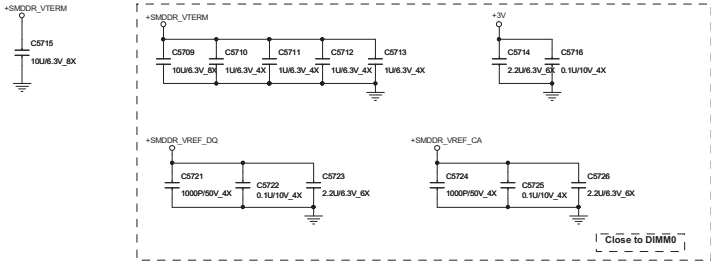 +SMDDR_VTERM
C5715
10U/6.3V_8X
+SMDDR_VTERM
C5709
10U/6.3V_8X
C5710
1U/6.3V_4X
C5711
1U/6.3V_4X
C5712
1U/6.3V_4X
C5713
1U/6.3V_4X
+3V
C5714
2.2U/6.3V_6X
C5716
0.1U/10V_4X
+SMDDR_VREF_DQ
C5721
1000P/50V_4X
C5722
0.1U/10V_4X
C5723
2.2U/6.3V_6X
+SMDDR_VREF_CA
C5724
1000P/50V_4X
C5725
0.1U/10V_4X
C5726
2.2U/6.3V_6X
Close to DIMM0